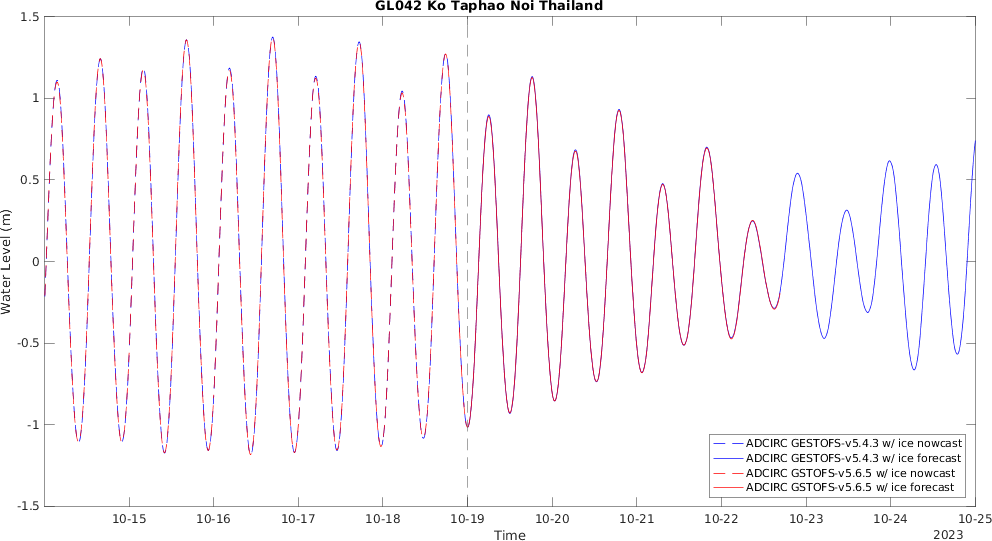 GL042 Ko Taphao Noi Thailand
1.5
1
0.5
0
-0.5
-1
-1.5
Water Level (m)
10-15
10-16
10-17
10-18
10-19
10-20
10-21
10-22
10-23
10-24
10-25
Time
2023
ADCIRC GESTOFS-v5.4.3 w/ ice nowcast
ADCIRC GESTOFS-v5.4.3 w/ ice forecast
ADCIRC GSTOFS-v5.6.5 w/ ice nowcast
ADCIRC GSTOFS-v5.6.5 w/ ice forecast